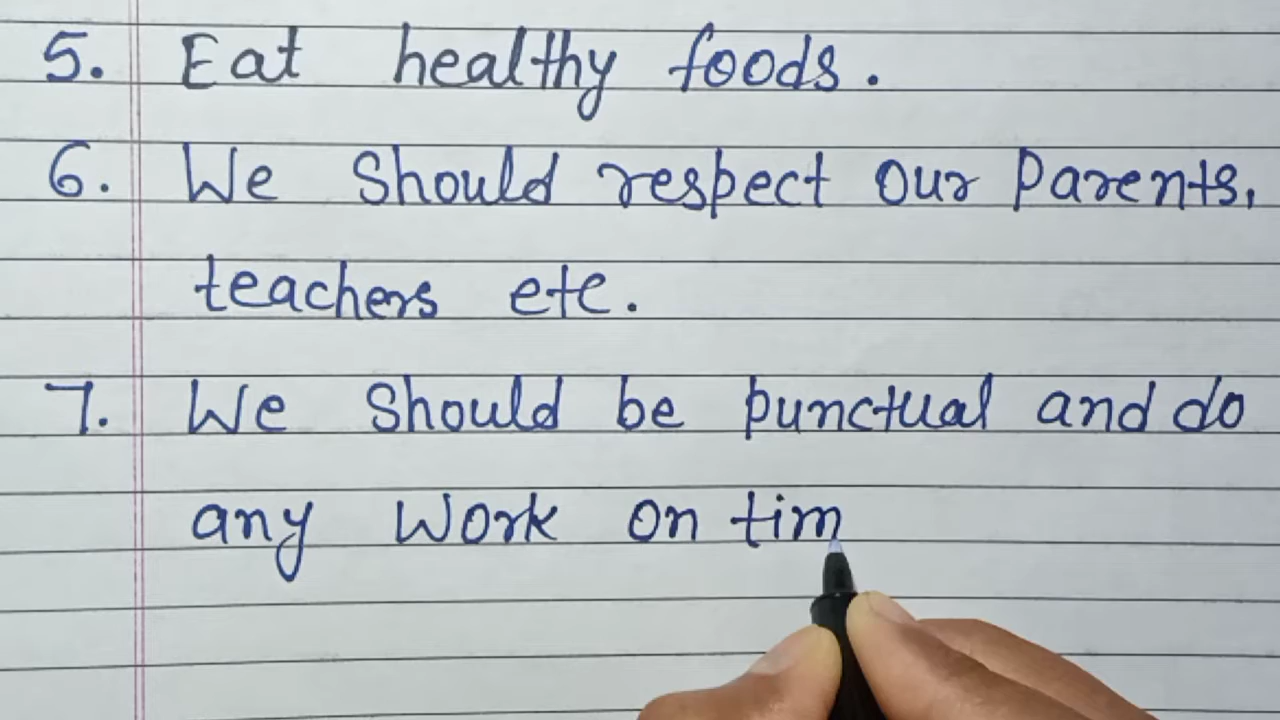 5. Eat healthy foods.
6. We Should respect our Parents,
teachers etc.
7. We Should be punctual and do
any Work on tim